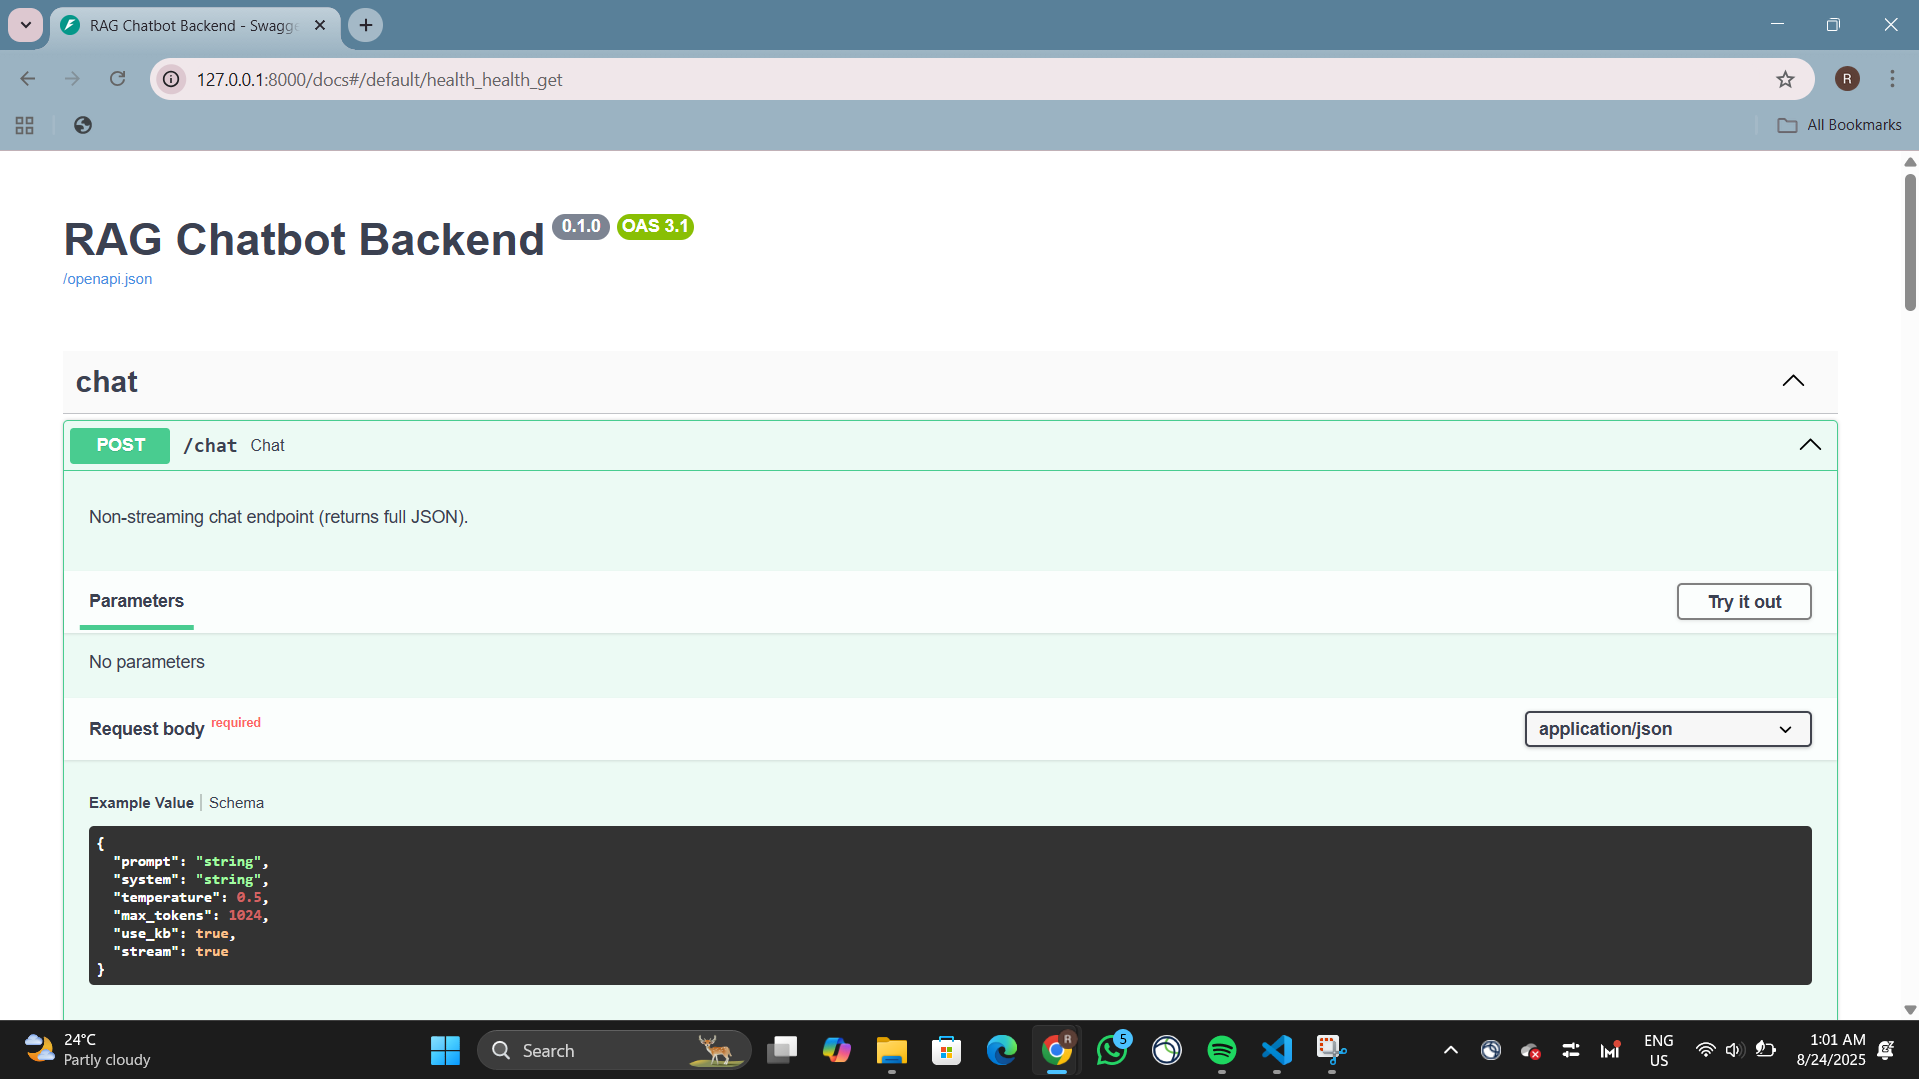 RAG Chatbot Backend - Swagge
127.0.0.1:8000/docs#/default/health_health_get
R
All Bookmarks
RAG Chatbot Backend 0.1.0 OAS 3.1
/openapi.json
chat
POST /chat Chat
Non-streaming chat endpoint (returns full JSON).
Parameters
Try it out
No parameters
Request body required
application/json
Example Value | Schema
{
  "prompt": "string",
  "system": "string",
  "temperature": 0.5,
  "max_tokens": 1024,
  "use_kb": true,
  "stream": true
}
24°C
Partly cloudy
Search
R
5
ENG
US
1:01 AM
8/24/2025